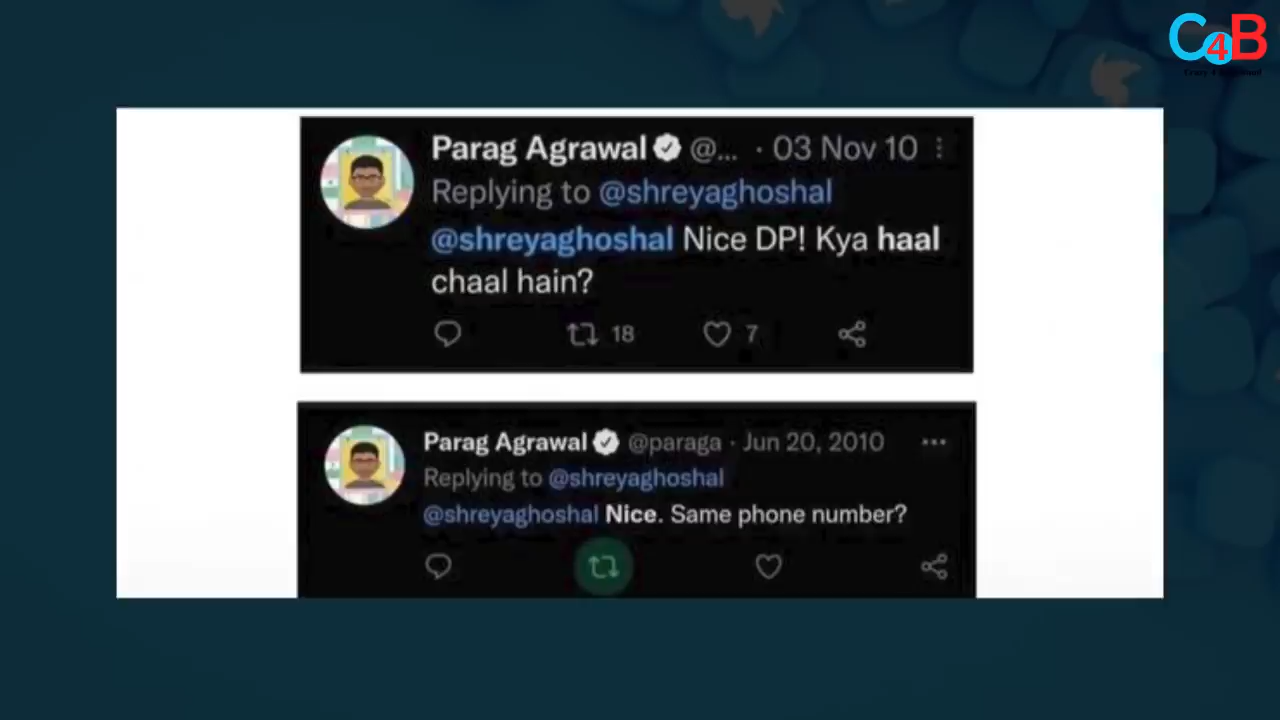 C4B
Parag Agrawal @... · 03 Nov 10
Replying to @shreyaghoshal
@shreyaghoshal Nice DP! Kya haal
chaal hain?
18 7
Parag Agrawal @paraga · Jun 20, 2010
Replying to @shreyaghoshal
@shreyaghoshal Nice. Same phone number?